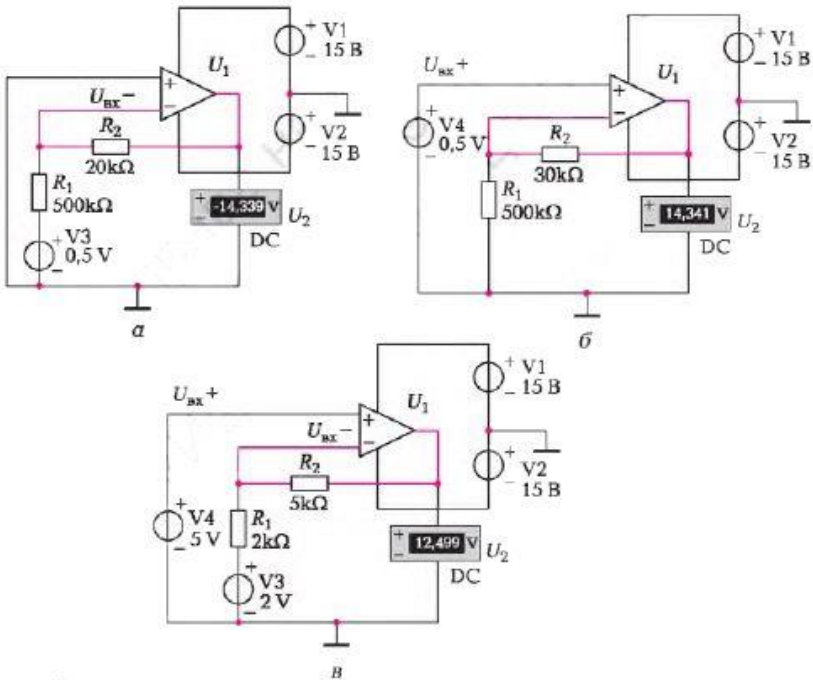 V1
15 В
U₁
Uвх−
R₂
20kΩ
V2
15 В
R₁
500kΩ
-14,339 V
U₂
DC
V3
0,5 V
а
V1
15 В
Uвх+
U₁
V4
0,5 V
R₂
30kΩ
V2
15 В
R₁
500kΩ
14,341 V
U₂
DC
б
V1
15 В
Uвх+
U₁
Uвх−
R₂
5kΩ
V2
15 В
V4
5 V
R₁
2kΩ
12,499 V
U₂
DC
V3
2 V
в